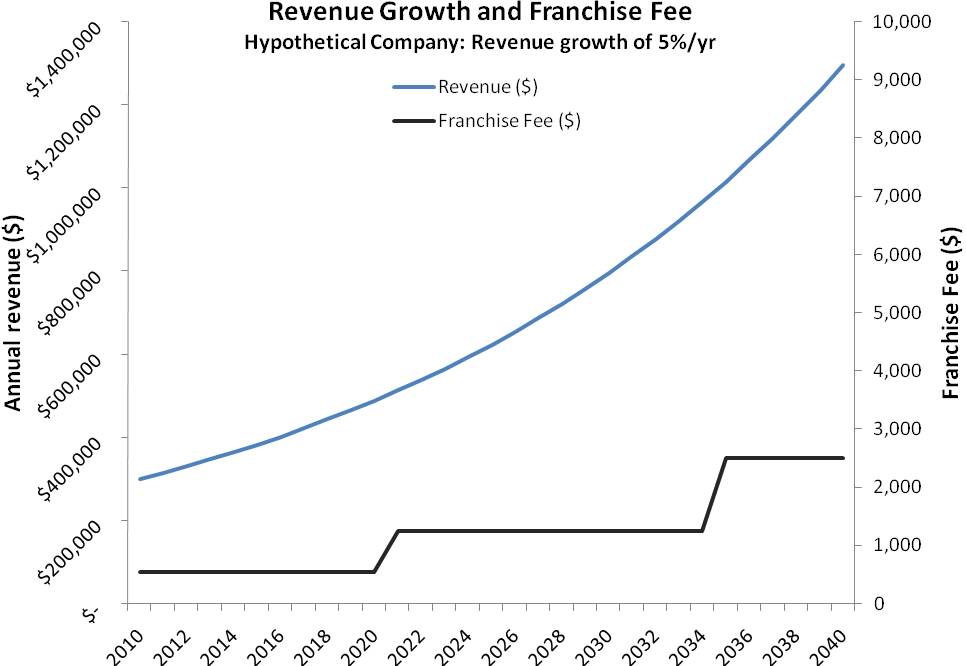 Revenue Growth and Franchise Fee
Hypothetical Company: Revenue growth of 5%/yr
Revenue ($)
Franchise Fee ($)
Annual revenue ($)
$1,400,000
$1,200,000
$1,000,000
$800,000
$600,000
$400,000
$200,000
$-
10,000
9,000
8,000
7,000
6,000
5,000
4,000
3,000
2,000
1,000
0
Franchise Fee ($)
2010 2012 2014 2016 2018 2020 2022 2024 2026 2028 2030 2032 2034 2036 2038 2040